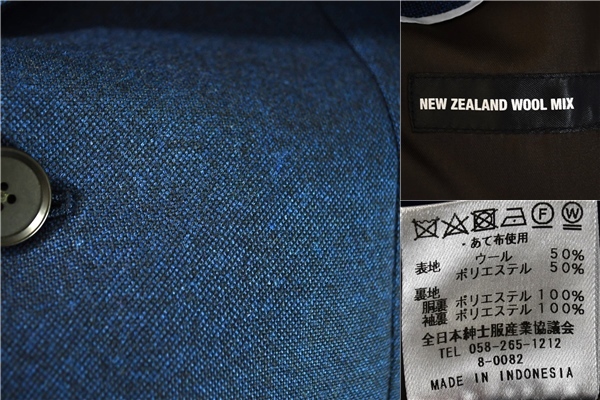 NEW ZEALAND WOOL MIX
F W
- あて布使用
表地 ウール 50%
ポリエステル 50%
裏地
胴裏 ポリエステル 100%
袖裏 ポリエステル 100%
全日本紳士服産業協議会
TEL 058-265-1212
8-0082
MADE IN INDONESIA